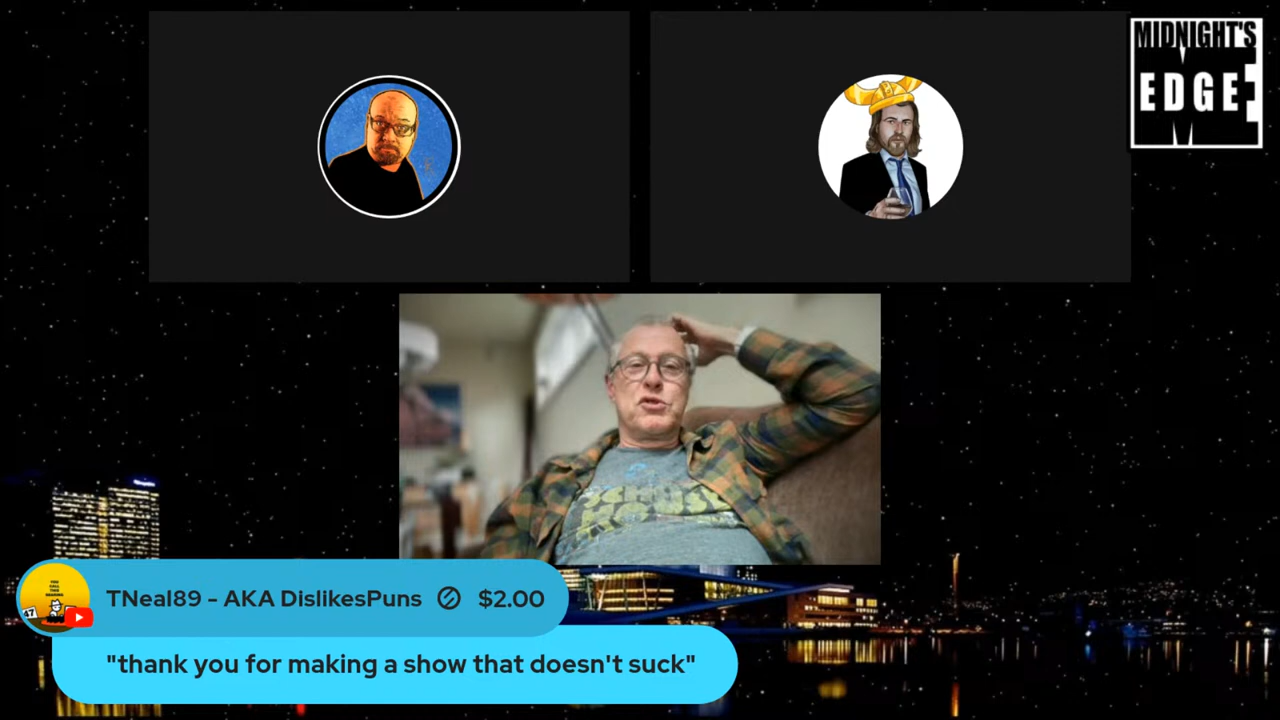 MIDNIGHT'S
EDGE
TNeal89 - AKA DislikesPuns $2.00
"thank you for making a show that doesn't suck"